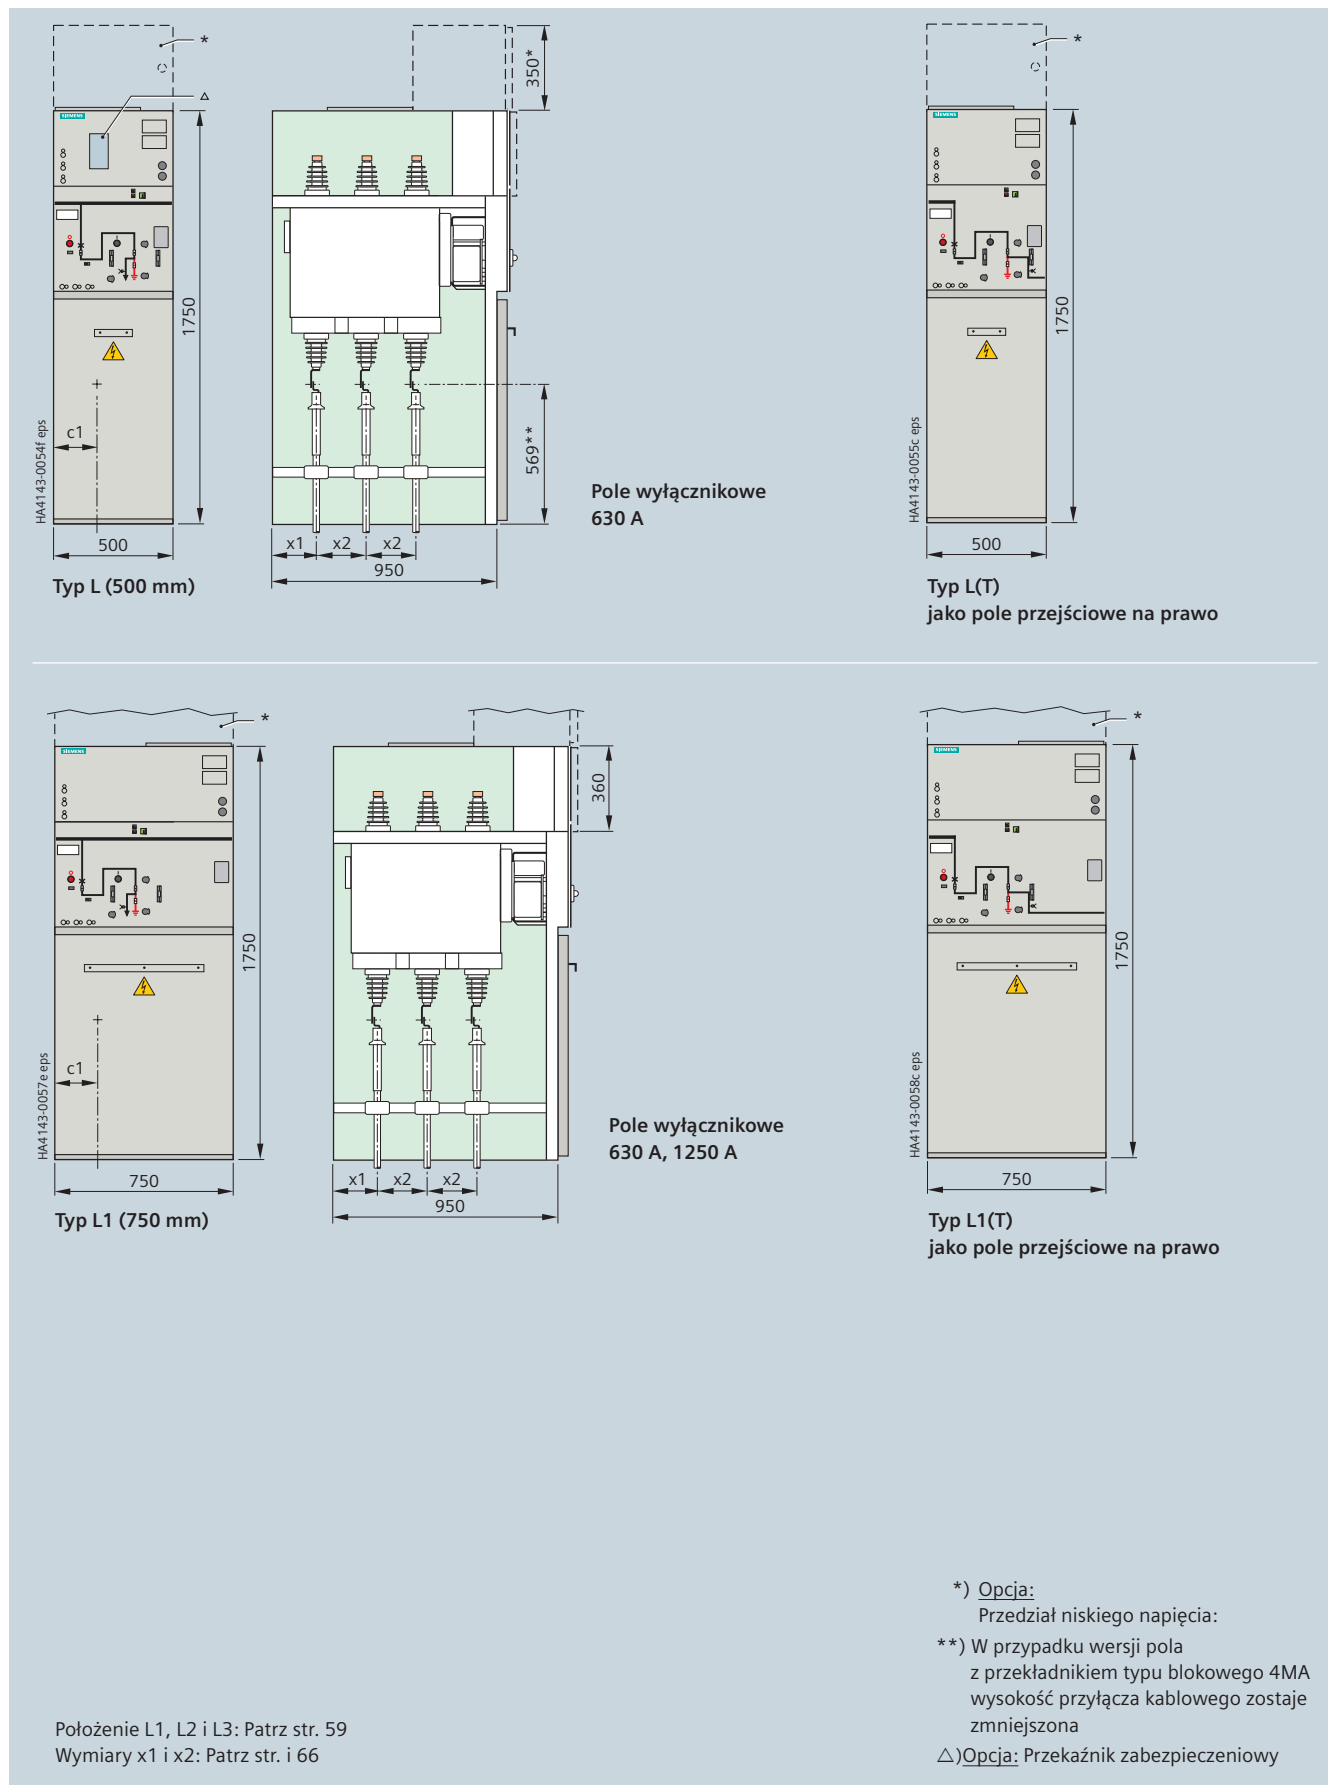 *
△
SIEMENS
1750
c1
HA4143-0054f eps
500
Typ L (500 mm)
350*
569**
x1 x2 x2
950
Pole wyłącznikowe
630 A
*
SIEMENS
1750
HA4143-0055c eps
500
Typ L(T)
jako pole przejściowe na prawo
*
SIEMENS
1750
c1
HA4143-0057e eps
750
Typ L1 (750 mm)
360
x1 x2 x2
950
Pole wyłącznikowe
630 A, 1250 A
*
SIEMENS
1750
HA4143-0058c eps
750
Typ L1(T)
jako pole przejściowe na prawo
Położenie L1, L2 i L3: Patrz str. 59
Wymiary x1 i x2: Patrz str. i 66
*) Opcja:
Przedział niskiego napięcia:
**) W przypadku wersji pola
z przekładnikiem typu blokowego 4MA
wysokość przyłącza kablowego zostaje
zmniejszona
△)Opcja: Przekaźnik zabezpieczeniowy